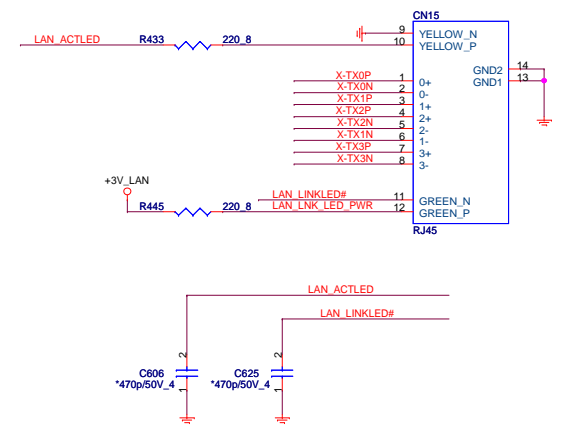 CN15
9 YELLOW_N
LAN_ACTLED R433 220_8 10 YELLOW_P
GND2 14
GND1 13
X-TX0P 1 0+
X-TX0N 2 0-
X-TX1P 3 1+
X-TX2P 4 2+
X-TX2N 5 2-
X-TX1N 6 1-
X-TX3P 7 3+
X-TX3N 8 3-
+3V_LAN
LAN_LINKLED# 11 GREEN_N
R445 220_8 LAN_LNK_LED_PWR 12 GREEN_P
RJ45
LAN_ACTLED
LAN_LINKLED#
2 2
C606 C625
*470p/50V_4 *470p/50V_4
1 1